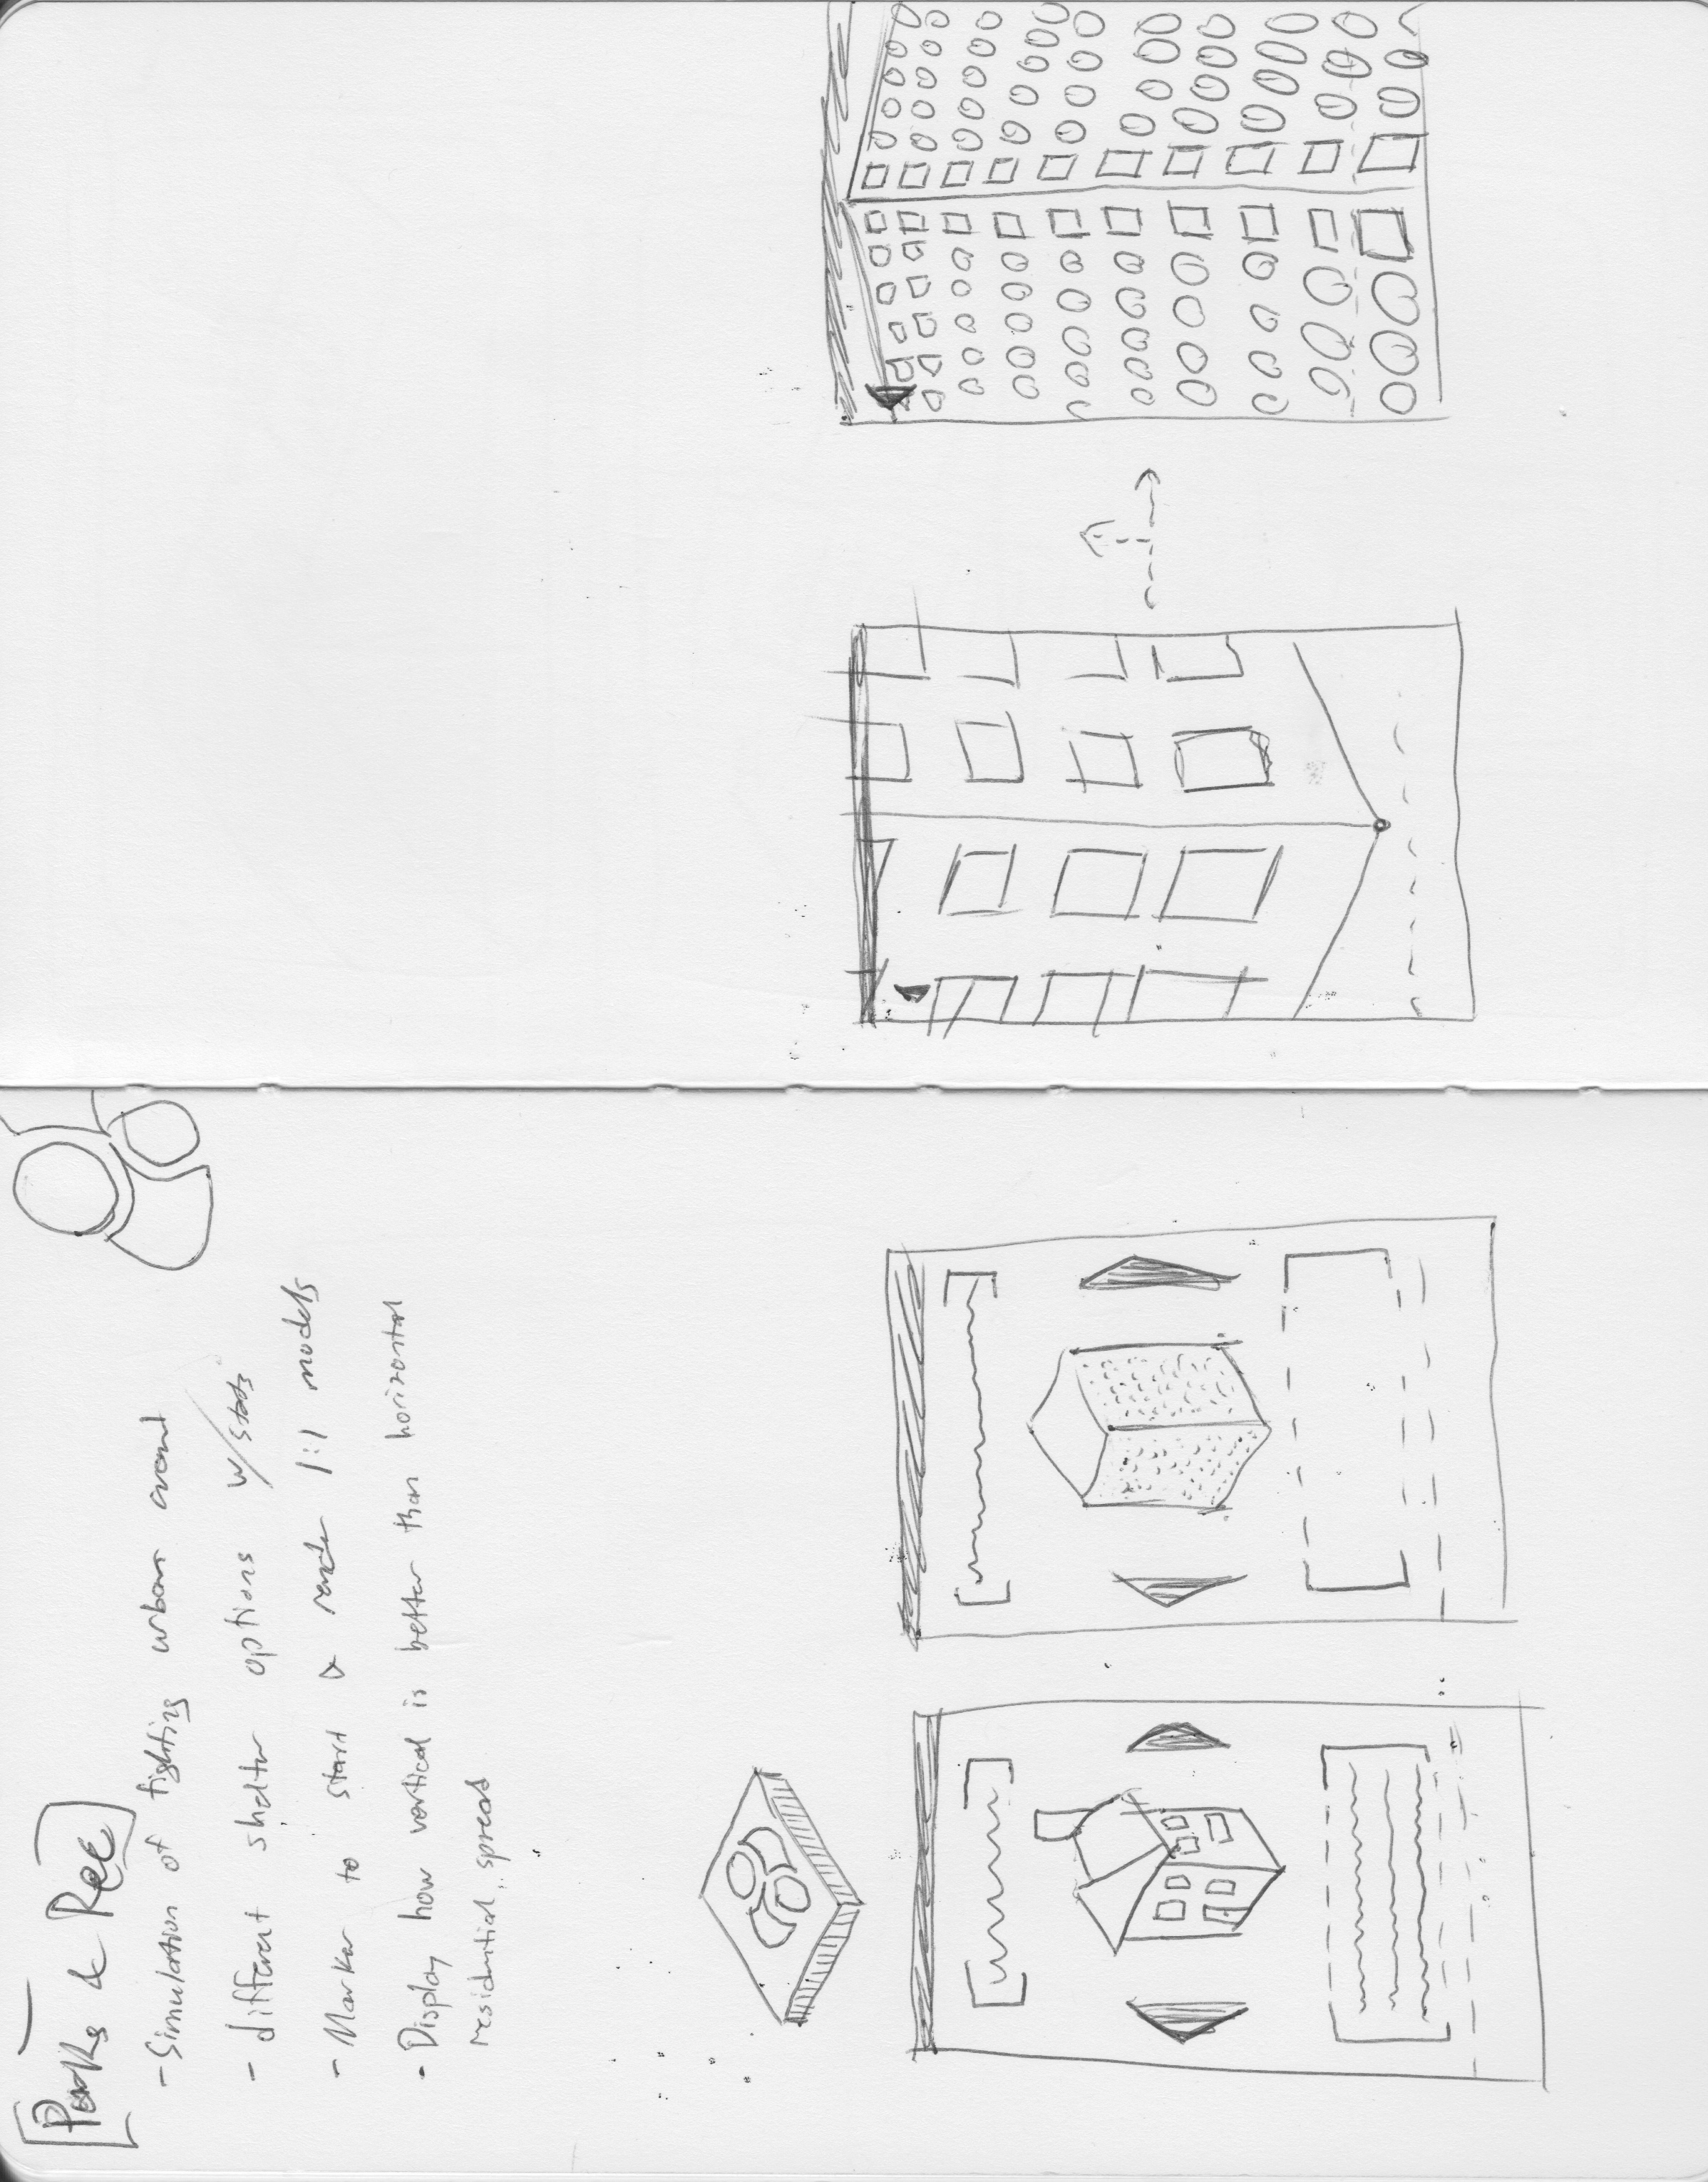 [Parks & Rec]
- Simulation of fighting urban
- different shelter options w/stats
- Marker to start & render 1:1 models
- Display how vertical is better than horizontal
residential spread